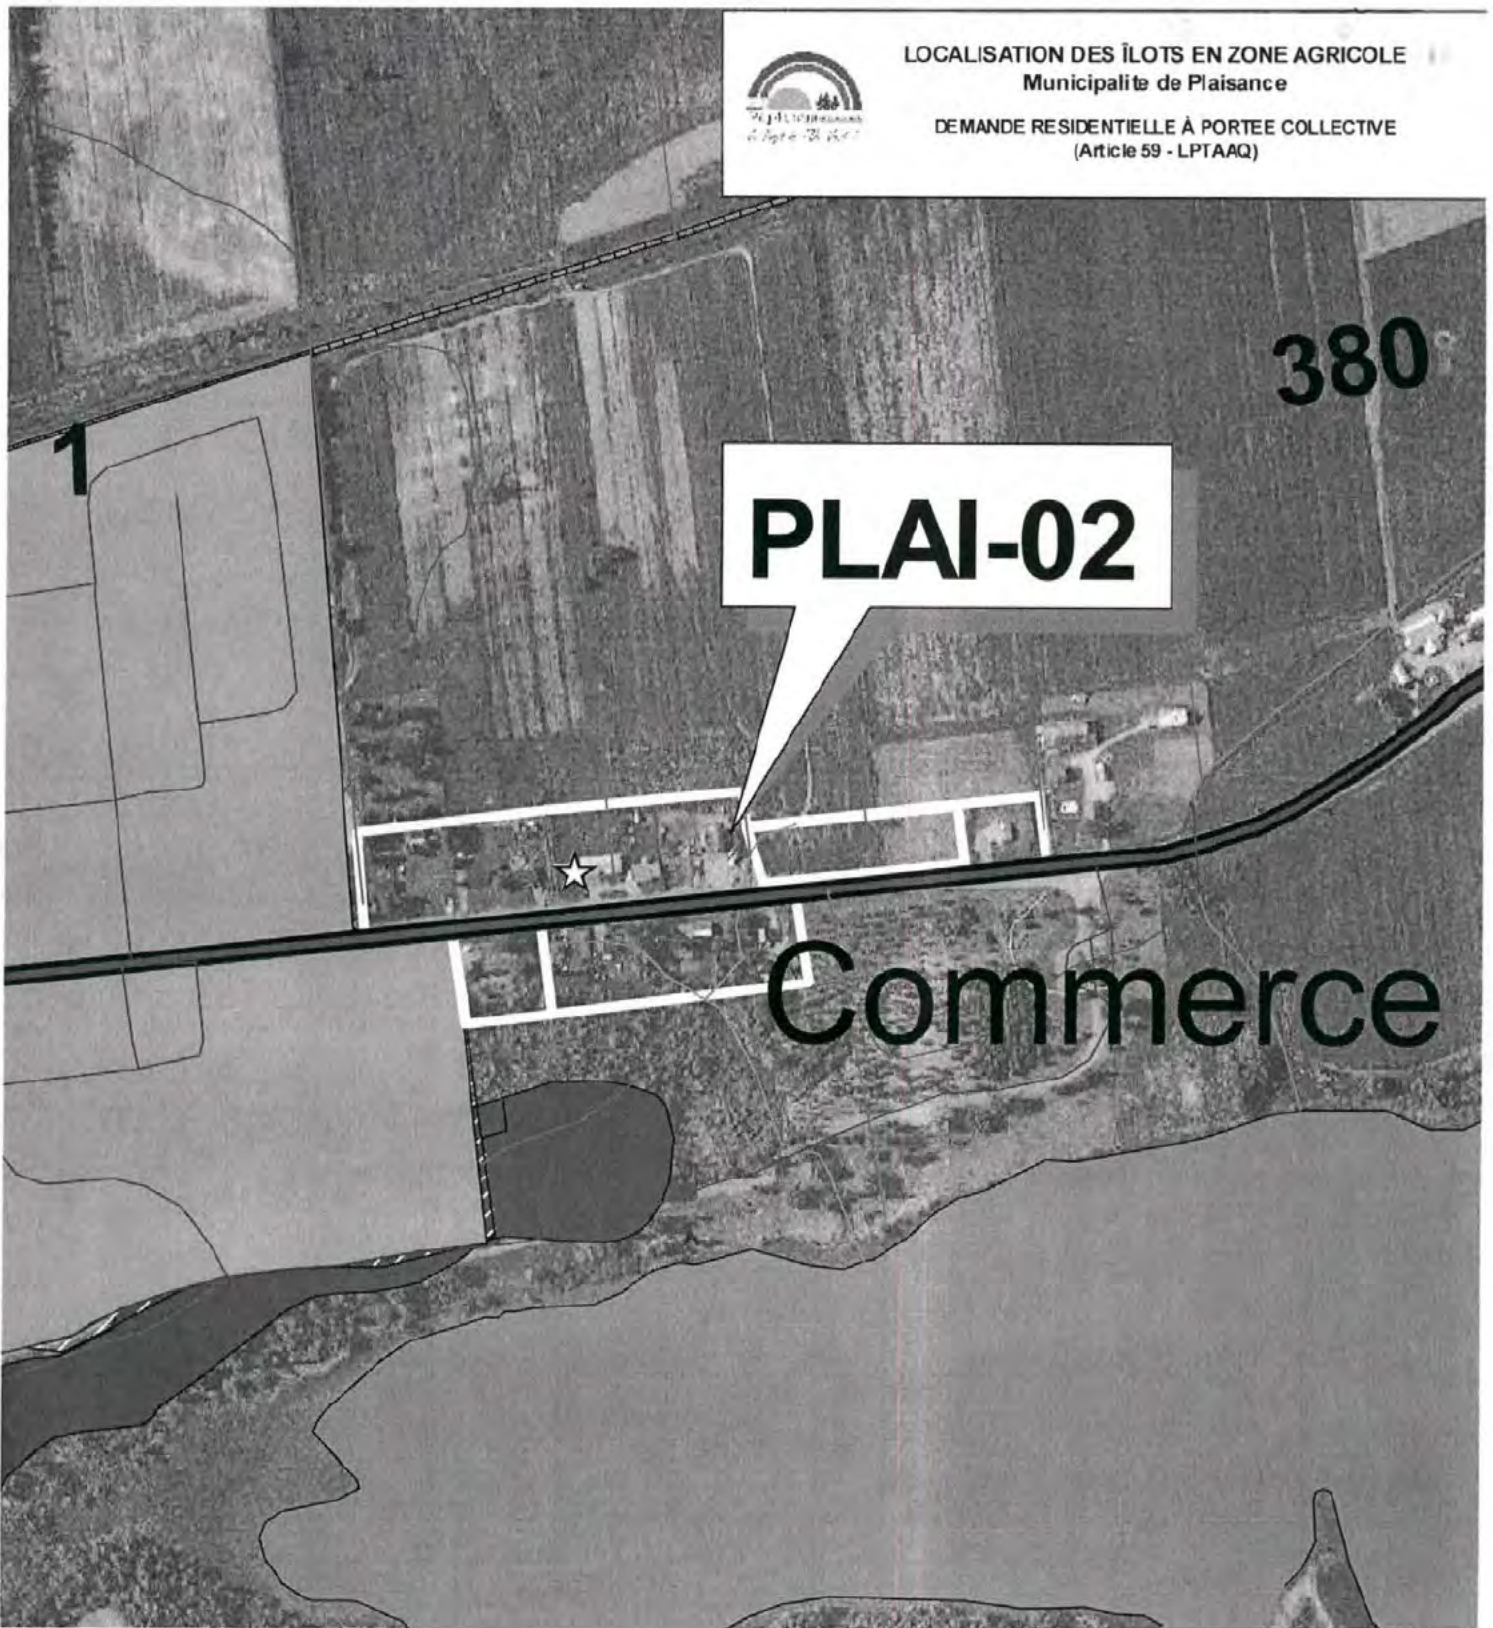 LOCALISATION DES ÎLOTS EN ZONE AGRICOLE
Municipalite de Plaisance
DEMANDE RESIDENTIELLE À PORTEE COLLECTIVE
(Article 59 - LPTAAQ)
380
1
PLAI-02
Commerce